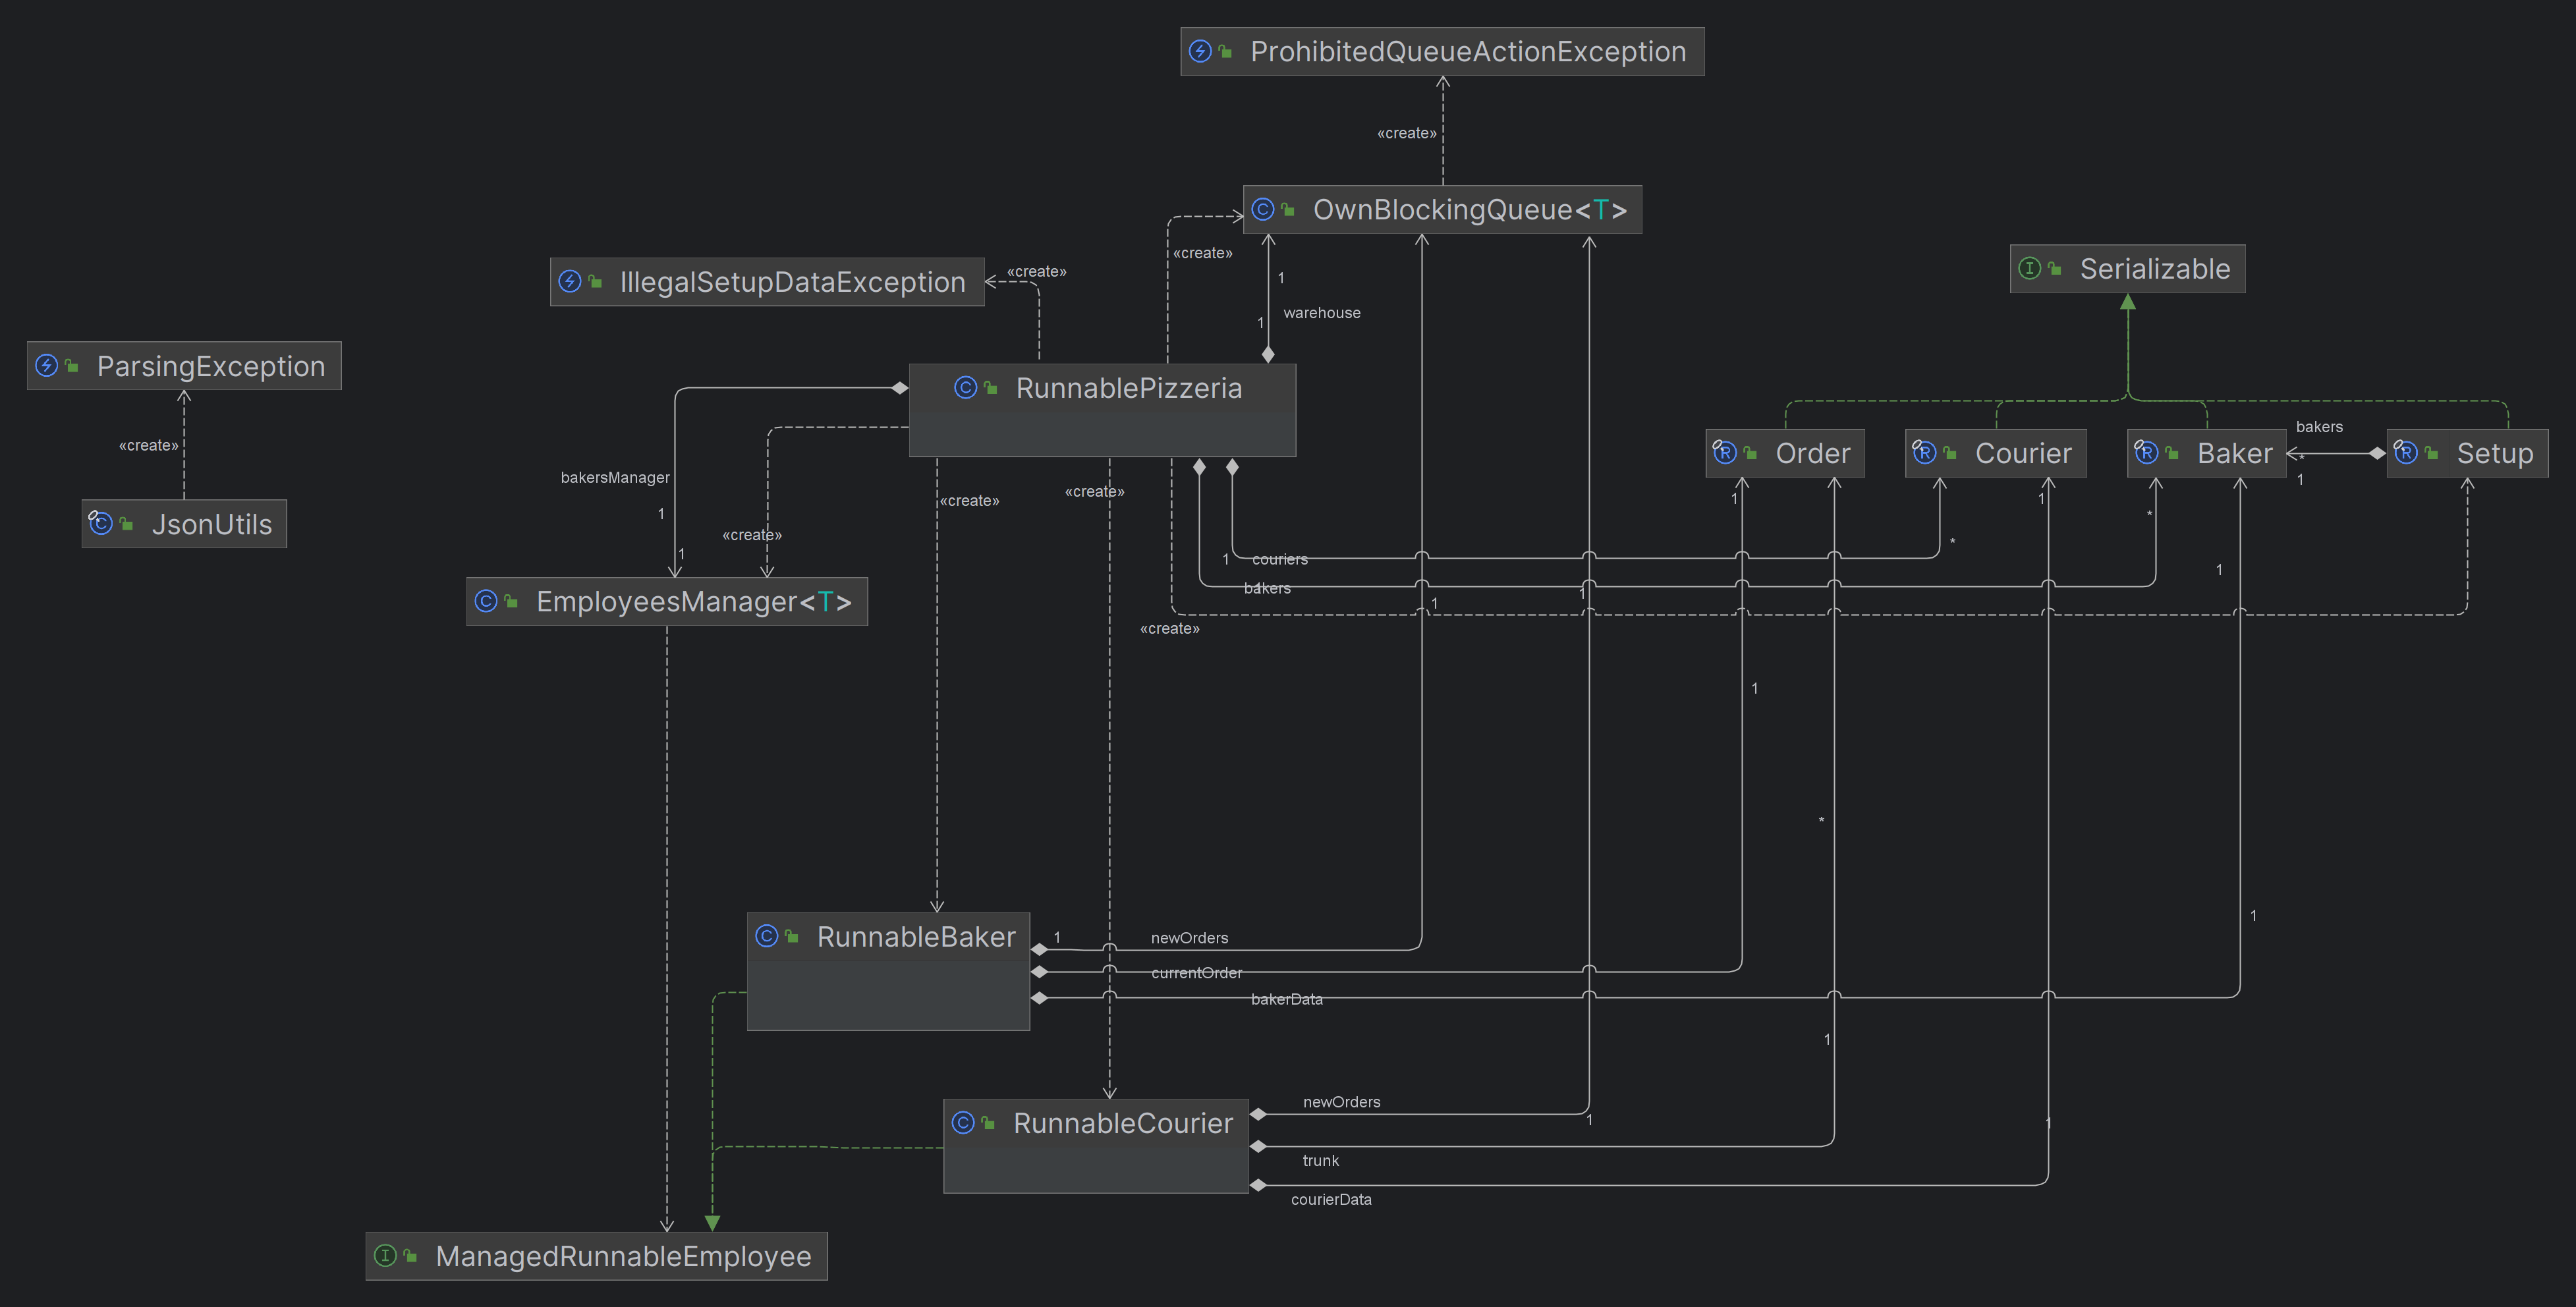 ProhibitedQueueActionException
«create»
OwnBlockingQueue<T>
«create»
1
warehouse
1
IllegalSetupDataException
«create»
Serializable
ParsingException
«create»
JsonUtils
RunnablePizzeria
bakersManager
1
1
«create»
«create»
«create»
Order
Courier
Baker
Setup
bakers
*
1
1
1
*
*
1
couriers
bakers
1
«create»
EmployeesManager<T>
1
1
1
1
*
1
1
RunnableBaker
1
newOrders
currentOrder
bakerData
RunnableCourier
newOrders
1
1
trunk
courierData
ManagedRunnableEmployee